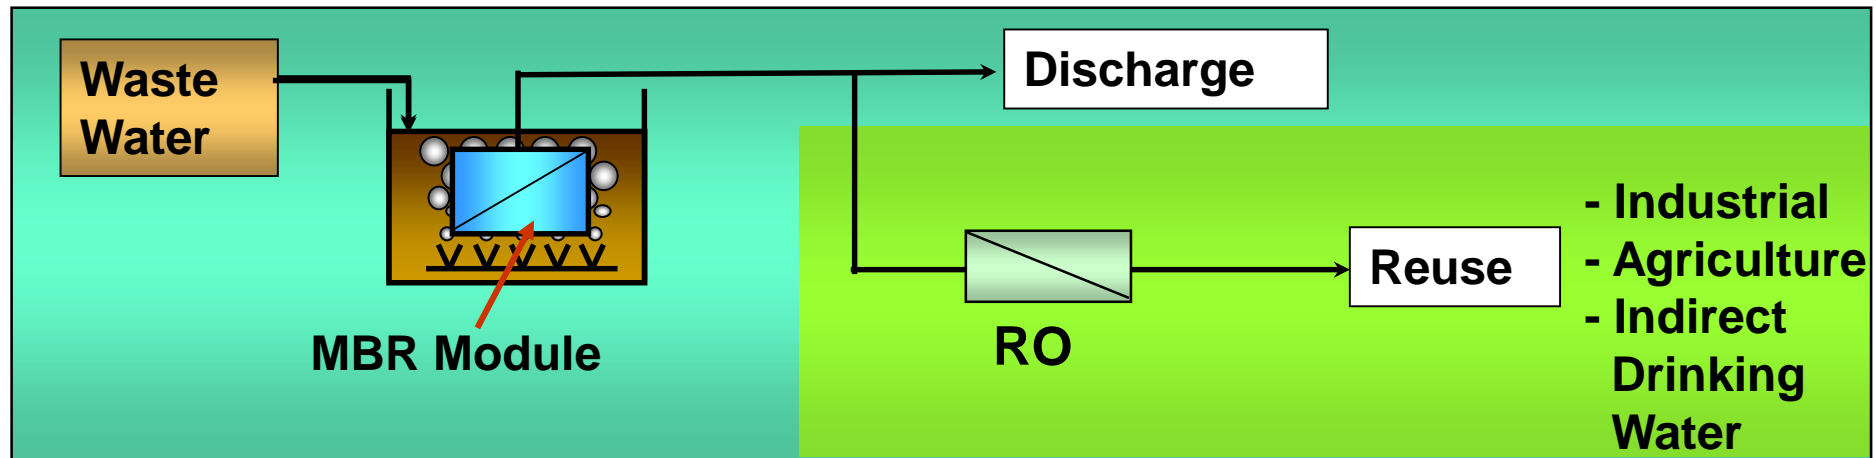 Waste
Water
Discharge
MBR Module
RO
Reuse
- Industrial
- Agriculture
- Indirect
Drinking
Water